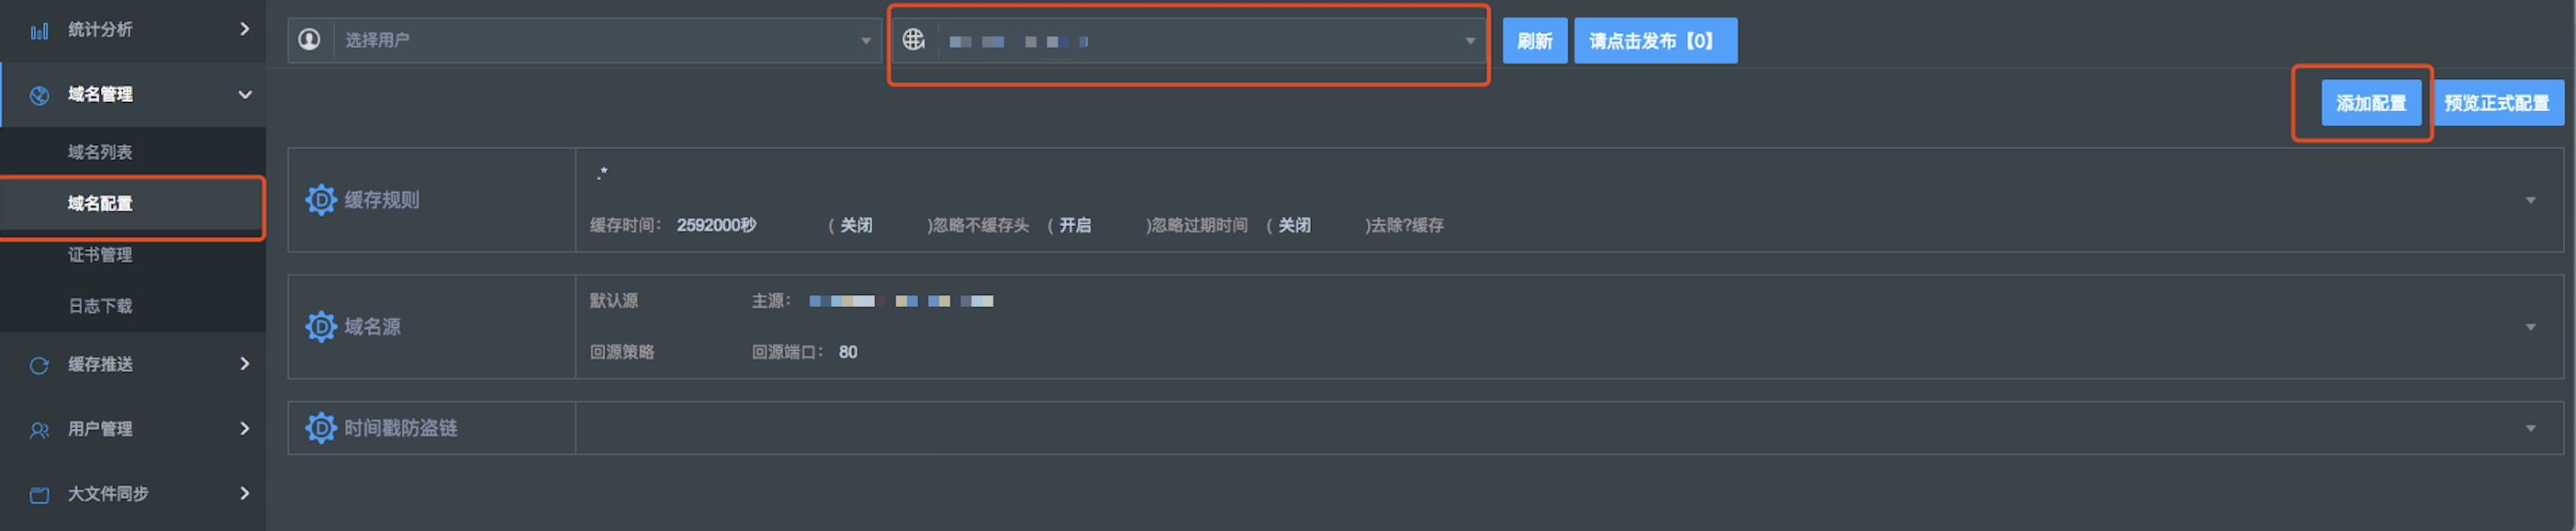 统计分析
域名管理
域名列表
域名配置
证书管理
日志下载
缓存推送
用户管理
大文件同步
选择用户
刷新
请点击发布【0】
添加配置
预览正式配置
缓存规则
.*
缓存时间： 2592000秒 （ 关闭 )忽略不缓存头 （ 开启 )忽略过期时间 （ 关闭 )去除?缓存
域名源
默认源 主源：
回源策略 回源端口： 80
时间戳防盗链